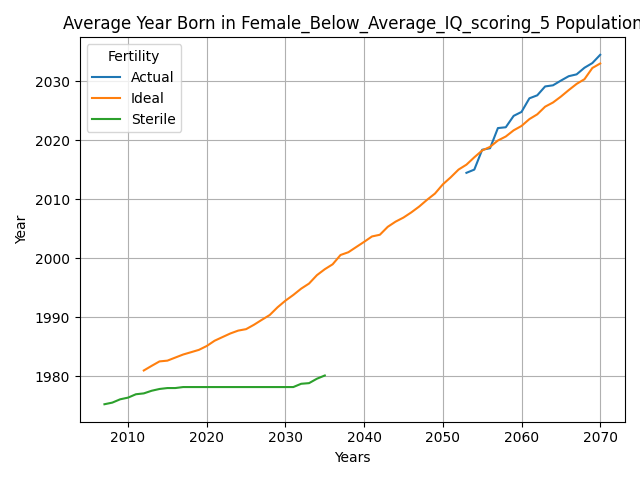 Average Year Born in Female_Below_Average_IQ_scoring_5 Population
Fertility
Actual
Ideal
Sterile
Year
2030
2020
2010
2000
1990
1980
2010
2020
2030
2040
2050
2060
2070
Years